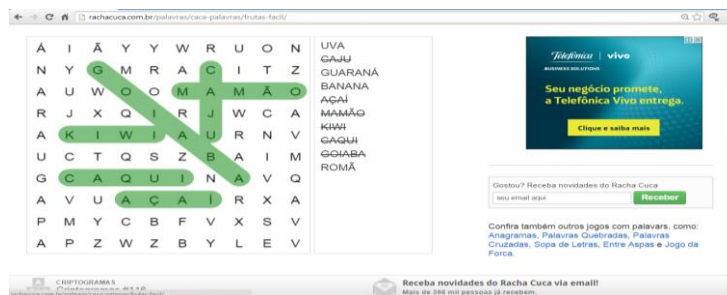 rachacuca.com.br/palavras/caca-palavras/frutas-facil/
Á I Ã Y Y W R U O N
N Y G M R A C I T Z
A U W O O M A M Ã O
R J X Q I R J W C A
A K I W I A U R N V
U C T Q S Z B A I M
G C A Q U I N A V Q
A V U A Ç A Í R X A
P M Y C B F V X S V
A P Z W Z B Y L E V
UVA
CAJU
GUARANÁ
BANANA
AÇAÍ
MAMÃO
KIWI
CAQUI
GOIABA
ROMÃ
Telefónica | vivo
BUSINESS SOLUTIONS
Seu negócio promete,
a Telefônica Vivo entrega.
Clique e saiba mais
Gostou? Receba novidades do Racha Cuca
seu email aqui
Receber
Confira também outros jogos com palavars, como:
Anagramas, Palavras Quebradas, Palavras
Cruzadas, Sopa de Letras, Entre Aspas e Jogo da
Forca.
CRIPTOGRAMAS
Receba novidades do Racha Cuca via email!
Mais de 398 mil pessoas já recebem.